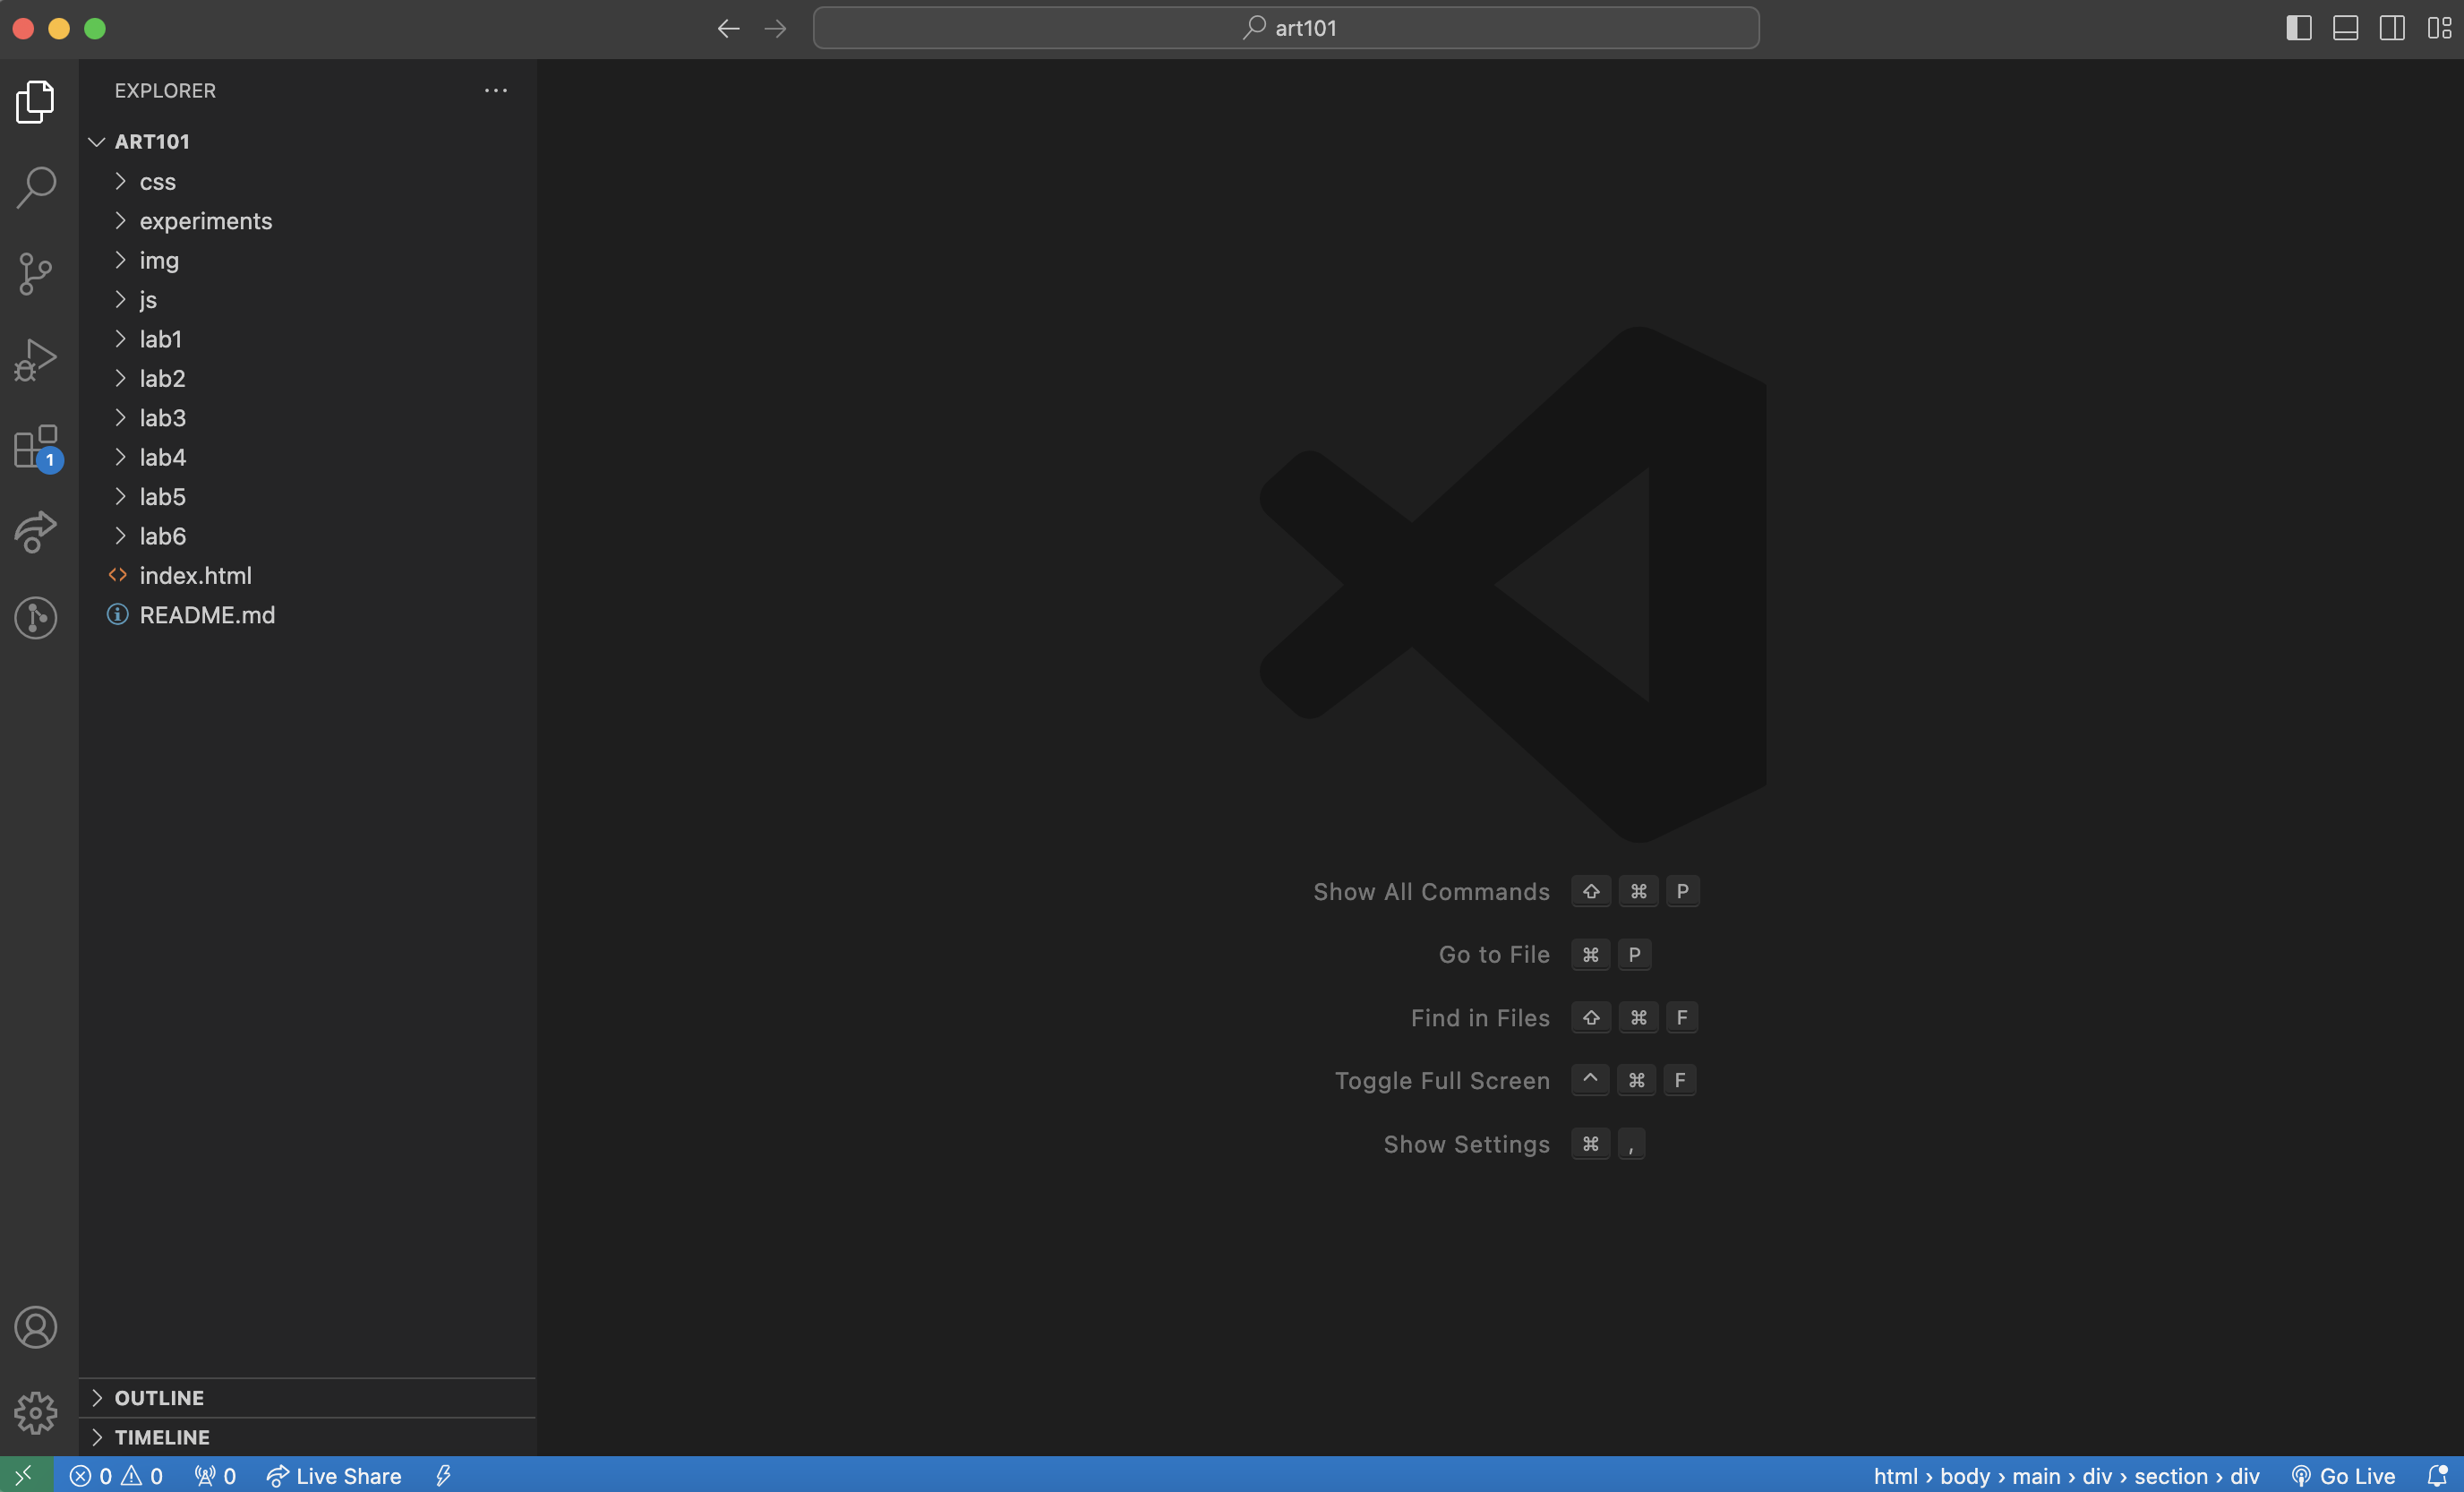 art101
EXPLORER
ART101
css
experiments
img
js
lab1
lab2
lab3
lab4
lab5
lab6
index.html
README.md
1
Show All Commands ⇧ ⌘ P
Go to File ⌘ P
Find in Files ⇧ ⌘ F
Toggle Full Screen ^ ⌘ F
Show Settings ⌘ ,
OUTLINE
TIMELINE
0 0 0 Live Share html › body › main › div › section › div Go Live